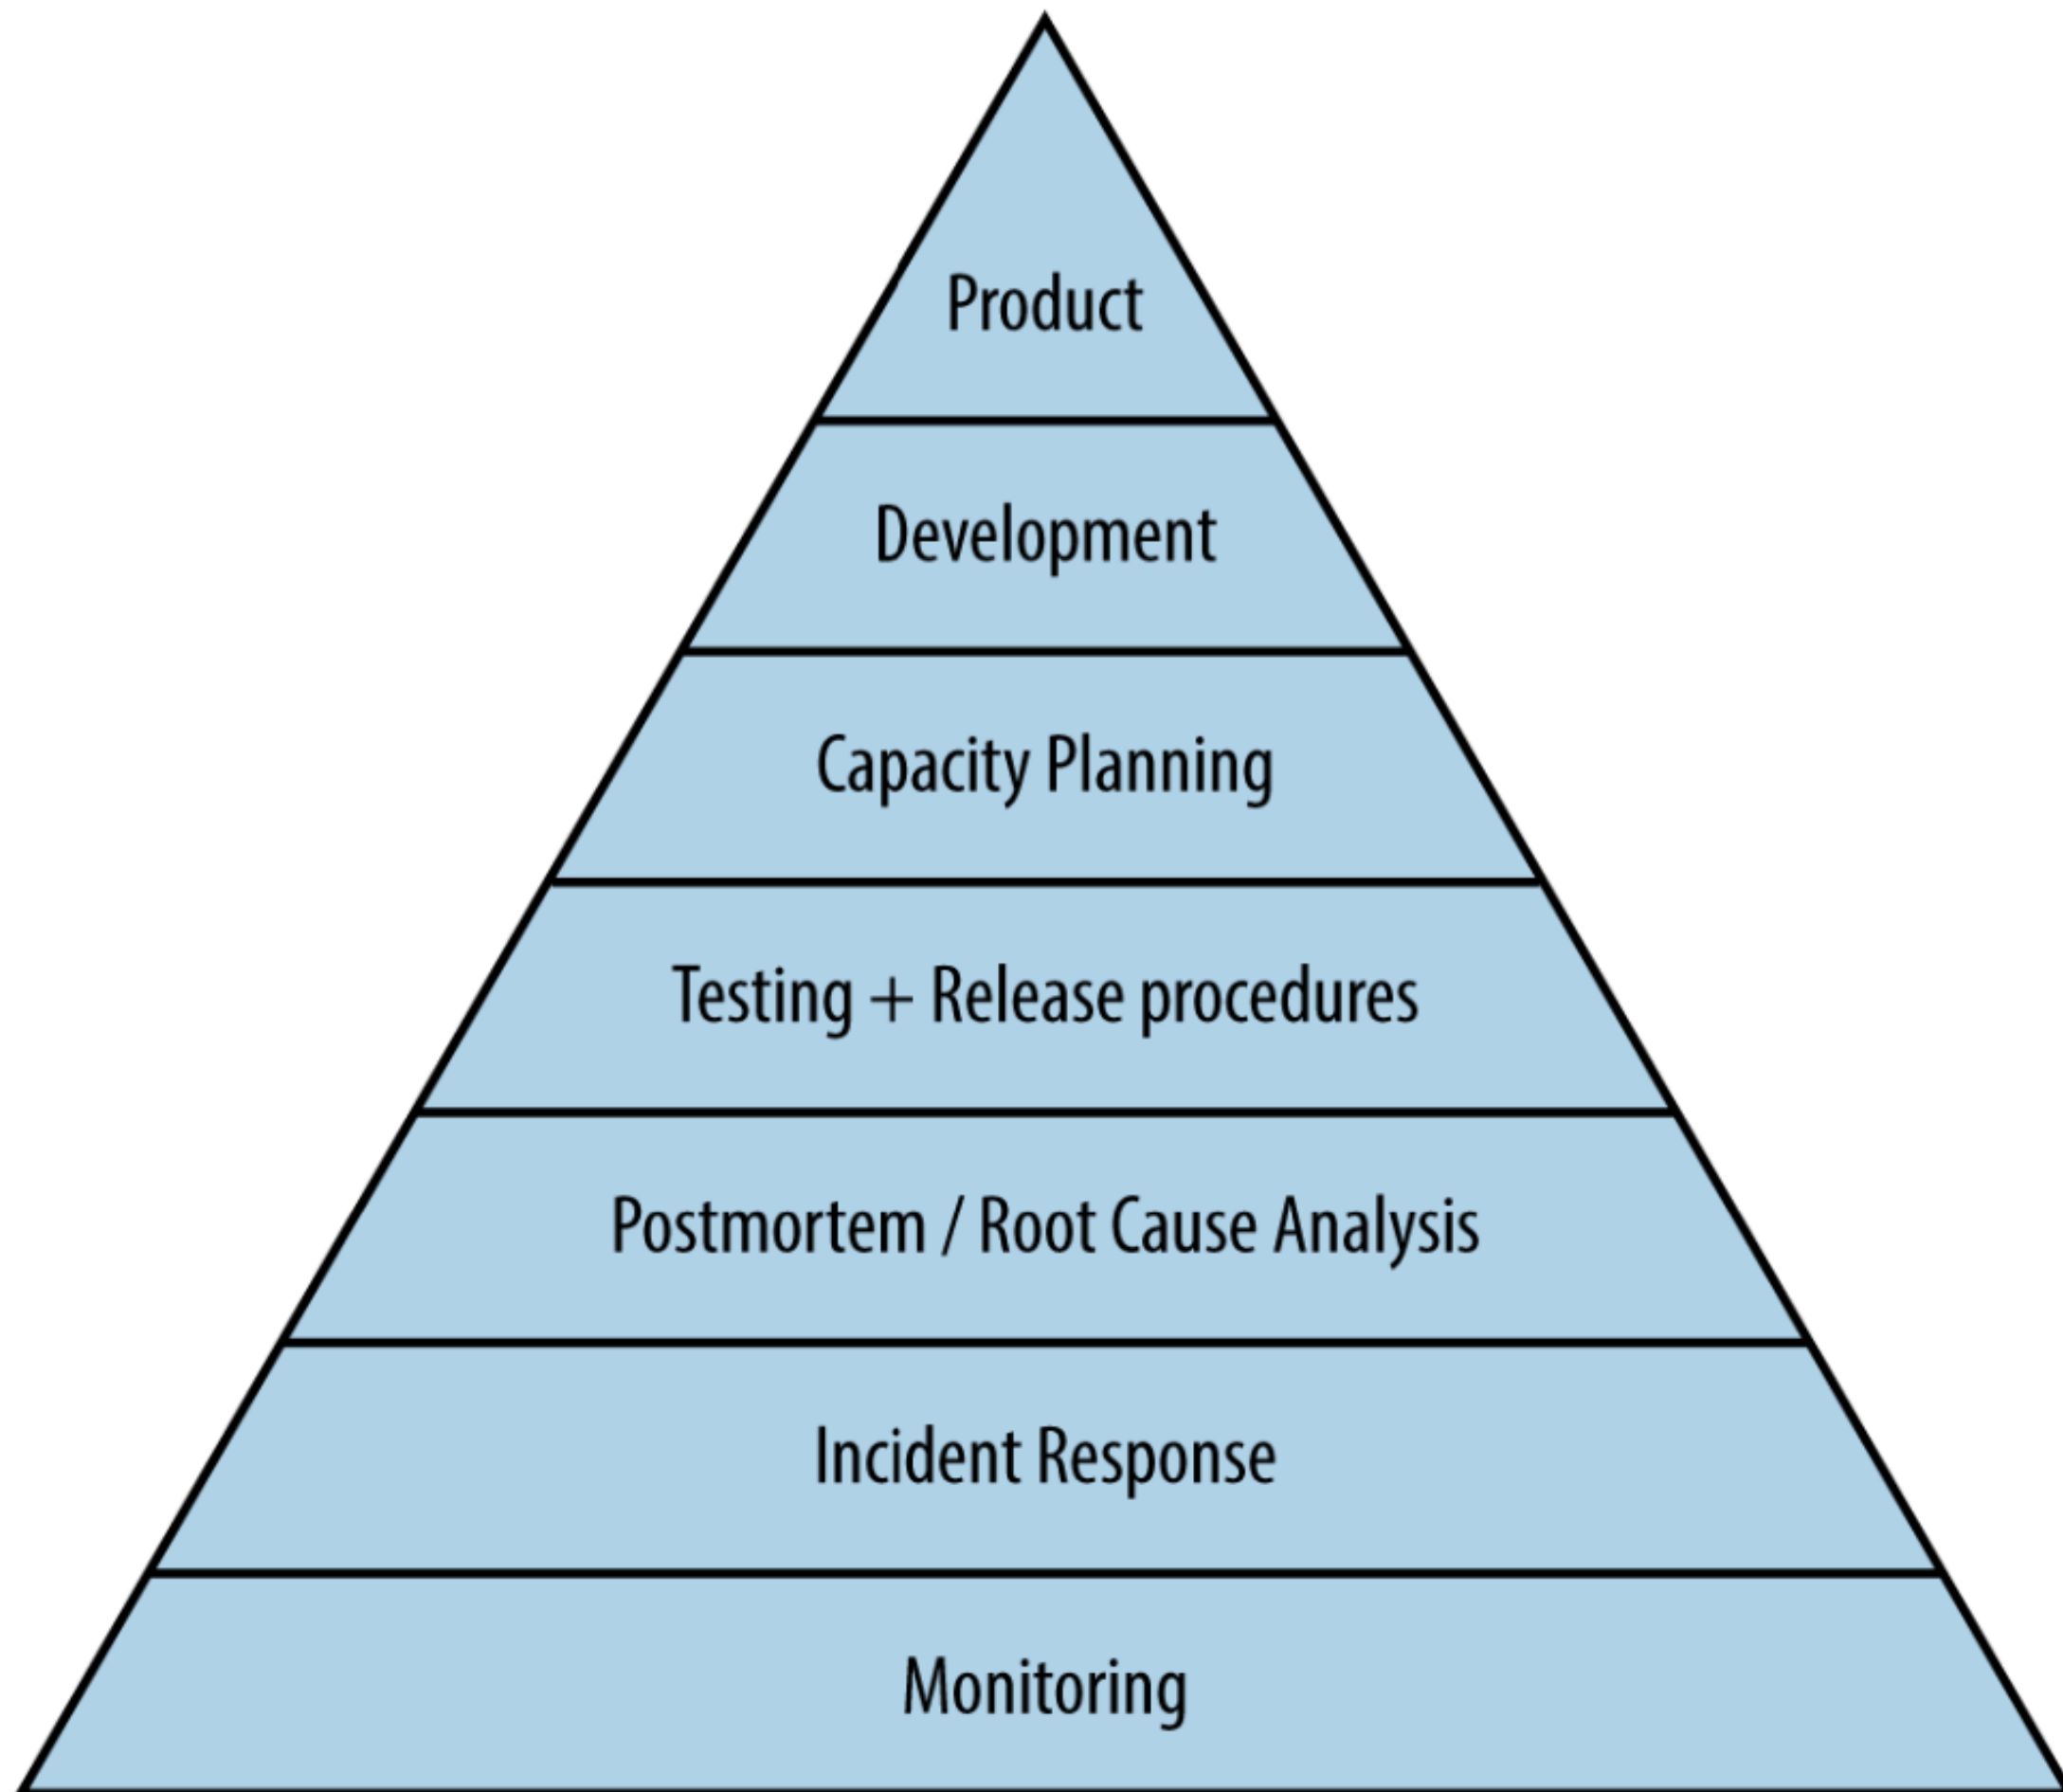 Product
Development
Capacity Planning
Testing + Release procedures
Postmortem / Root Cause Analysis
Incident Response
Monitoring